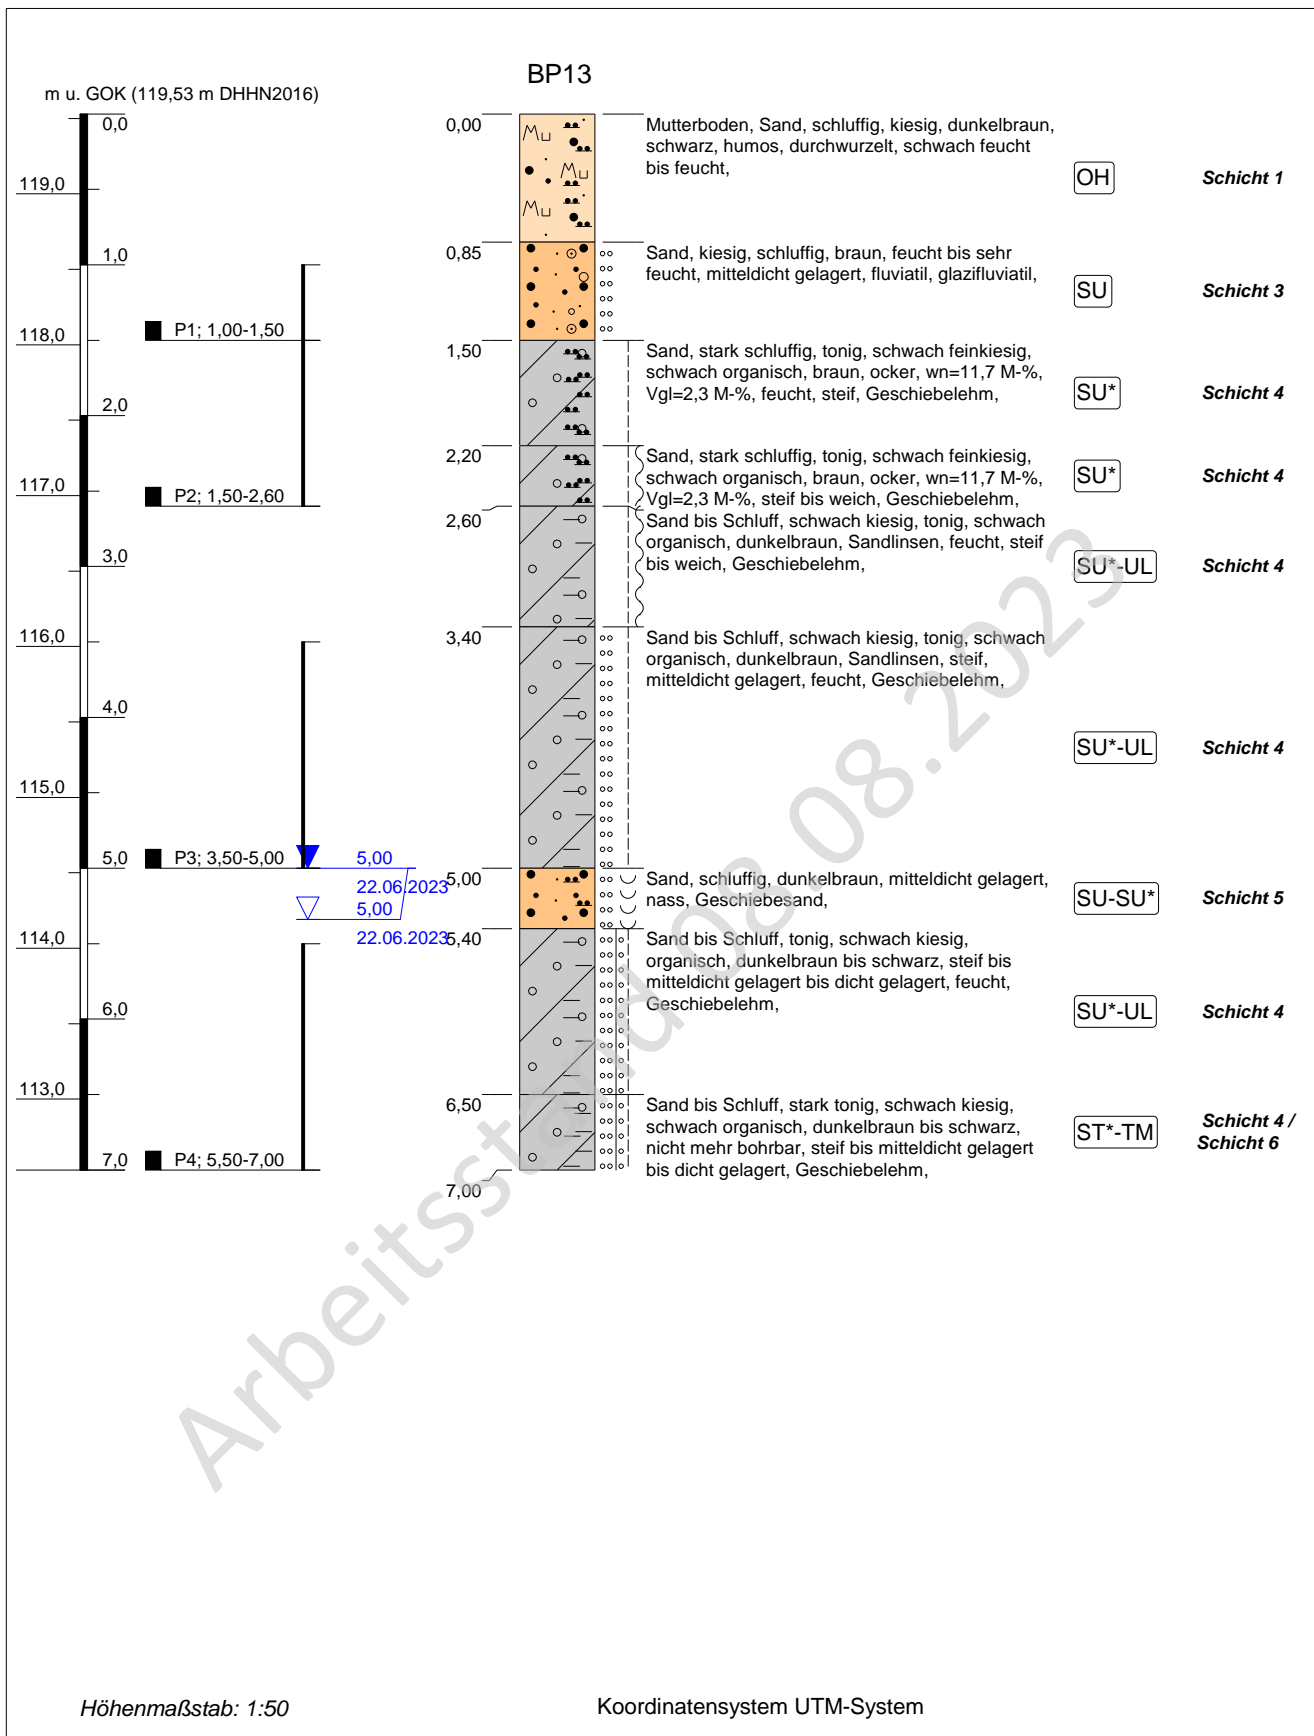 BP13
m u. GOK (119,53 m DHHN2016)
0,0
0,00
Mutterboden, Sand, schluffig, kiesig, dunkelbraun,
schwarz, humos, durchwurzelt, schwach feucht
bis feucht,
OH
Schicht 1
119,0
1,0
0,85
Sand, kiesig, schluffig, braun, feucht bis sehr
feucht, mitteldicht gelagert, fluviatil, glazifluviatil,
SU
Schicht 3
118,0
P1; 1,00-1,50
1,50
Sand, stark schluffig, tonig, schwach feinkiesig,
schwach organisch, braun, ocker, wn=11,7 M-%,
Vgl=2,3 M-%, feucht, steif, Geschiebelehm,
SU*
Schicht 4
2,0
2,20
Sand, stark schluffig, tonig, schwach feinkiesig,
schwach organisch, braun, ocker, wn=11,7 M-%,
Vgl=2,3 M-%, steif bis weich, Geschiebelehm,
SU*
Schicht 4
117,0
P2; 1,50-2,60
2,60
Sand bis Schluff, schwach kiesig, tonig, schwach
organisch, dunkelbraun, Sandlinsen, feucht, steif
bis weich, Geschiebelehm,
SU*-UL
Schicht 4
3,0
116,0
3,40
Sand bis Schluff, schwach kiesig, tonig, schwach
organisch, dunkelbraun, Sandlinsen, steif,
mitteldicht gelagert, feucht, Geschiebelehm,
SU*-UL
Schicht 4
4,0
115,0
5,0
P3; 3,50-5,00
5,00
22.06.2023
5,00
22.06.2023
5,00
Sand, schluffig, dunkelbraun, mitteldicht gelagert,
nass, Geschiebesand,
SU-SU*
Schicht 5
114,0
5,40
Sand bis Schluff, tonig, schwach kiesig,
organisch, dunkelbraun bis schwarz, steif bis
mitteldicht gelagert bis dicht gelagert, feucht,
Geschiebelehm,
SU*-UL
Schicht 4
6,0
113,0
6,50
Sand bis Schluff, stark tonig, schwach kiesig,
schwach organisch, dunkelbraun bis schwarz,
nicht mehr bohrbar, steif bis mitteldicht gelagert
bis dicht gelagert, Geschiebelehm,
ST*-TM
Schicht 4 /
Schicht 6
7,0
P4; 5,50-7,00
7,00
Mu
Mu
Mu
Arbeitsstand 08.08.2023
Höhenmaßstab: 1:50
Koordinatensystem UTM-System